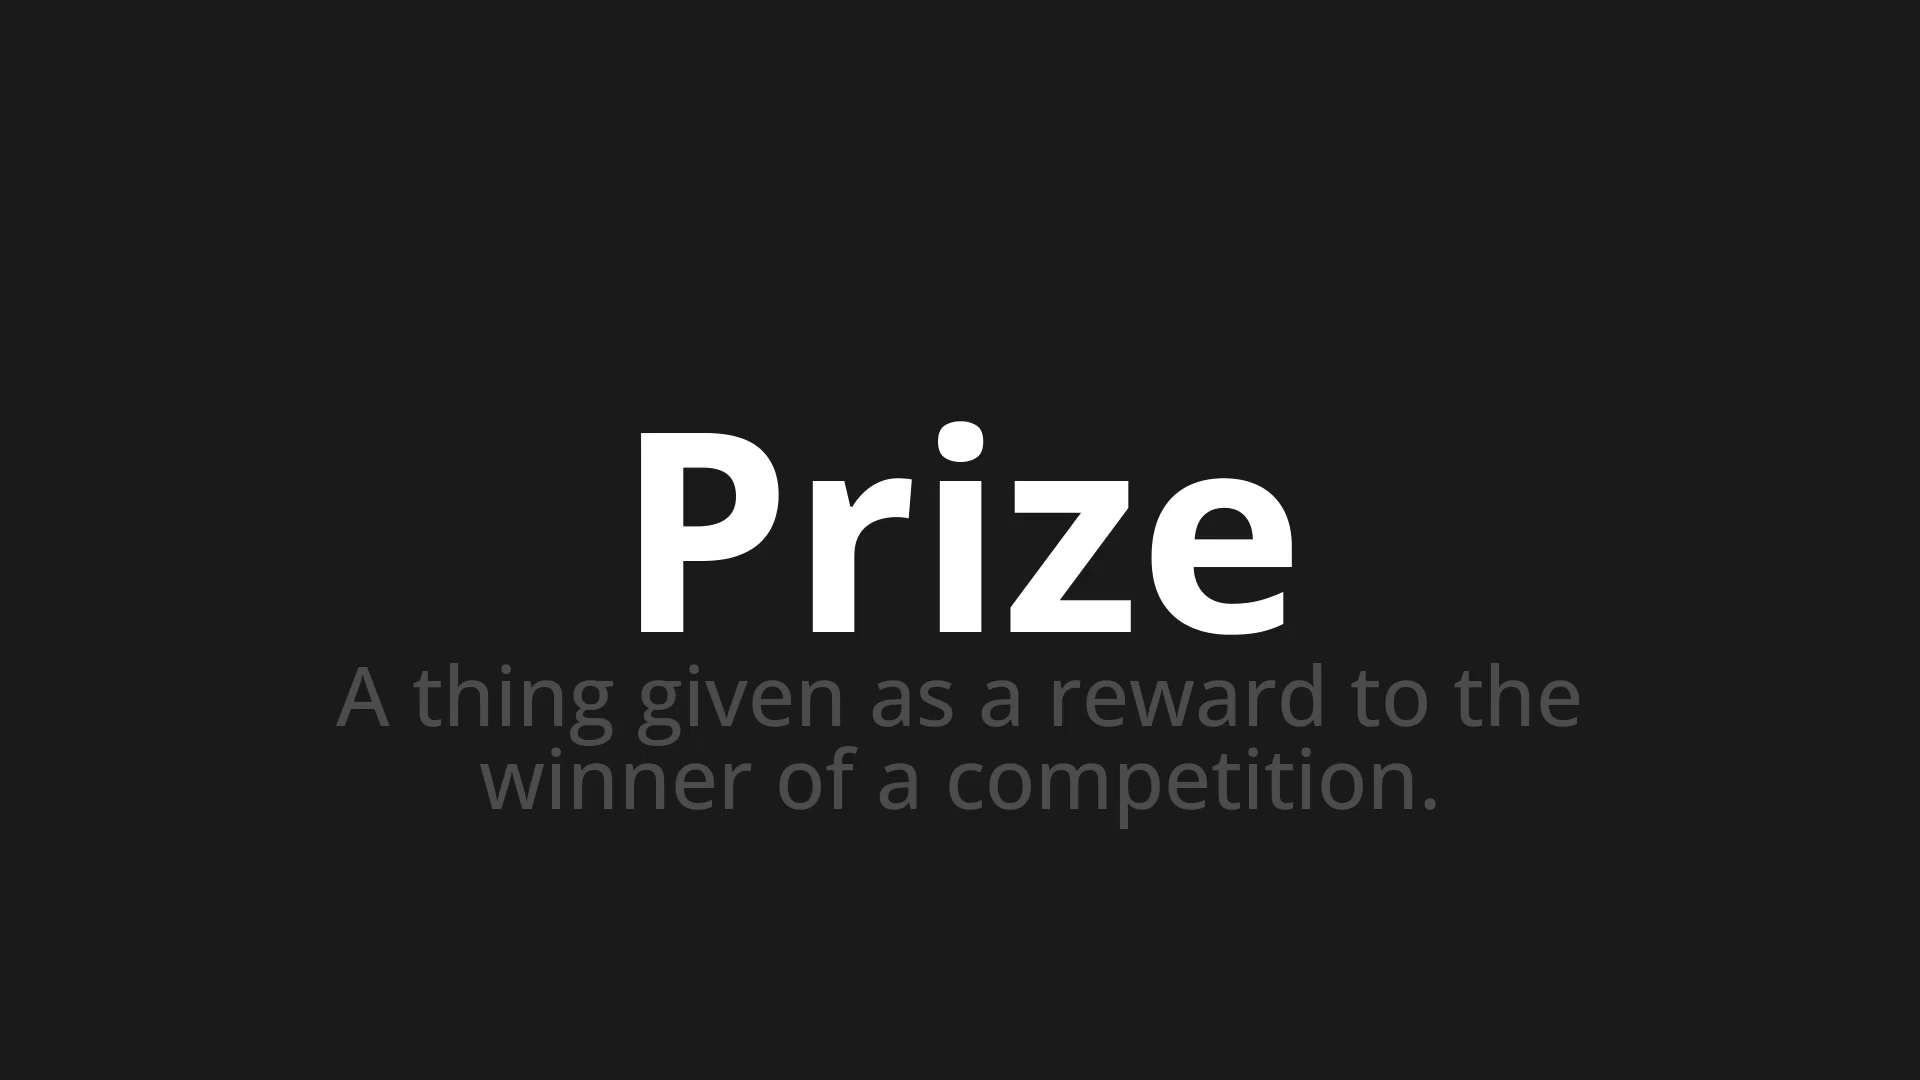 Prize
A thing given as a reward to the
winner of a competition.